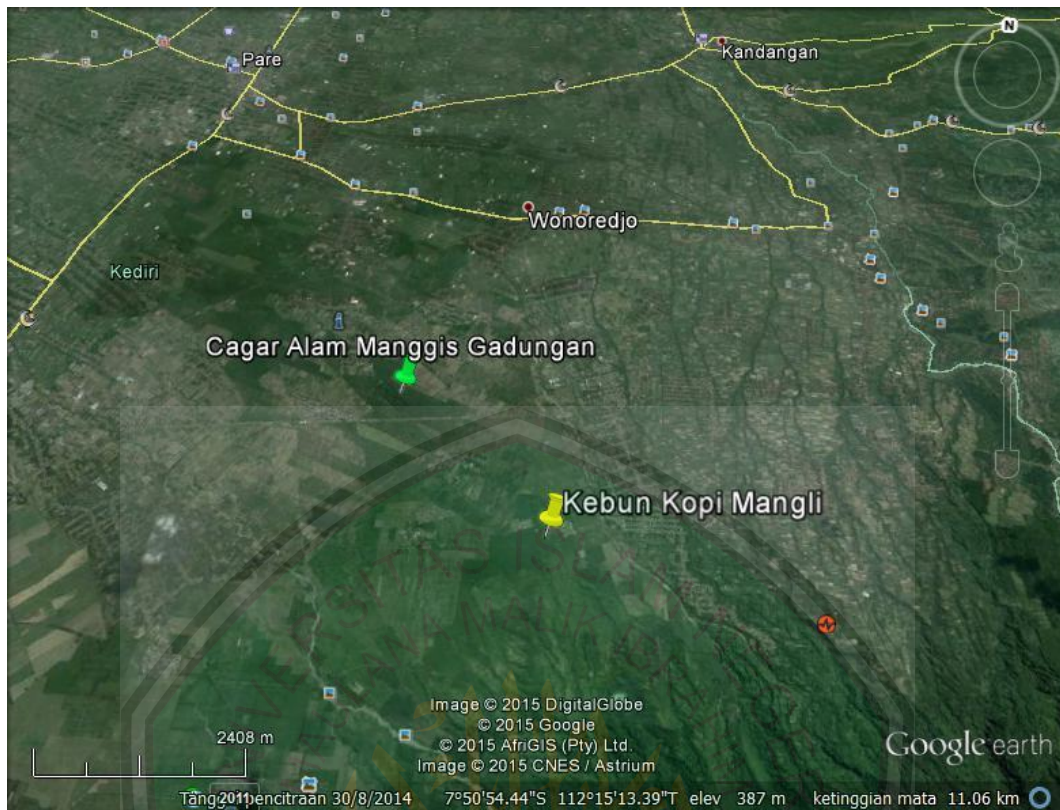 N
Pare
Kandangan
Wonoredjo
Kediri
Cagar Alam Manggis Gadungan
Kebun Kopi Mangli
Image © 2015 DigitalGlobe
© 2015 Google
© 2015 AfriGIS (Pty) Ltd.
Image © 2015 CNES / Astrium
Google earth
2408 m
2011
pencitraan 30/8/2014 7°50'54.44"S 112°15'13.39"T elev 387 m ketinggian mata 11.06 km